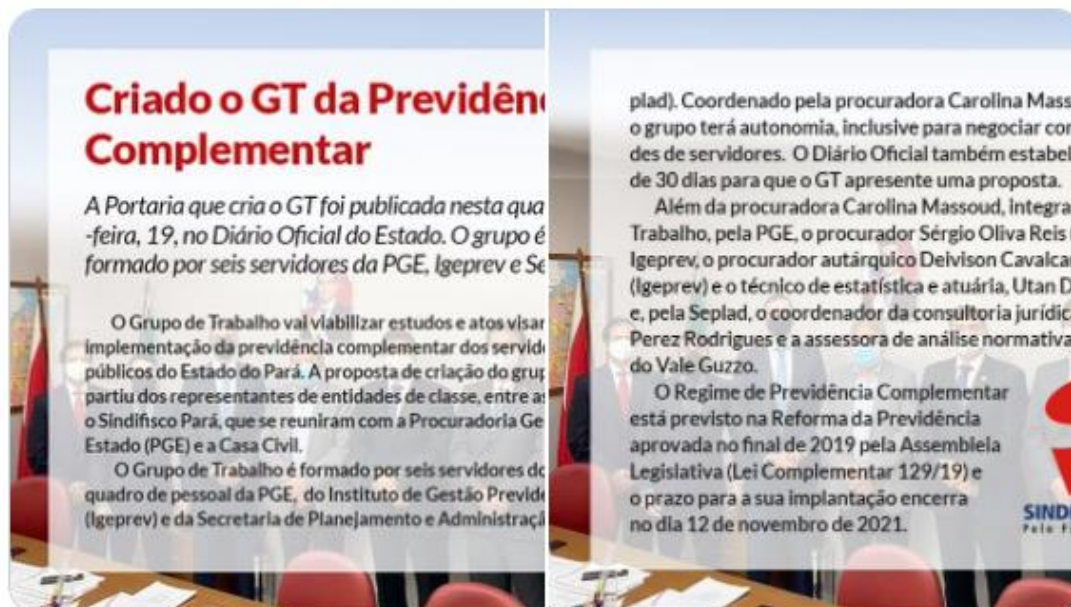 Criado o GT da Previdên
Complementar
A Portaria que cria o GT foi publicada nesta qua
-feira, 19, no Diário Oficial do Estado. O grupo é
formado por seis servidores da PGE, Igeprev e Se
O Grupo de Trabalho vai viabilizar estudos e atos visan
implementação da previdência complementar dos servido
públicos do Estado do Pará. A proposta de criação do grup
partiu dos representantes de entidades de classe, entre as
o Sindifisco Pará, que se reuniram com a Procuradoria Ge
Estado (PGE) e a Casa Civil.
O Grupo de Trabalho é formado por seis servidores do
quadro de pessoal da PGE, do Instituto de Gestão Previde
(Igeprev) e da Secretaria de Planejamento e Administraçã
plad). Coordenado pela procuradora Carolina Mass
o grupo terá autonomia, inclusive para negociar con
des de servidores. O Diário Oficial também estabel
de 30 dias para que o GT apresente uma proposta.
Além da procuradora Carolina Massoud, integra
Trabalho, pela PGE, o procurador Sérgio Oliva Reis
Igeprev, o procurador autárquico Deivison Cavalcan
(Igeprev) e o técnico de estatística e atuária, Utan D
e, pela Seplad, o coordenador da consultoria jurídic
Perez Rodrigues e a assessora de análise normativa
do Vale Guzzo.
O Regime de Previdência Complementar
está previsto na Reforma da Previdência
aprovada no final de 2019 pela Assembleia
Legislativa (Lei Complementar 129/19) e
o prazo para a sua implantação encerra
no dia 12 de novembro de 2021.
SINDI
Pelo F